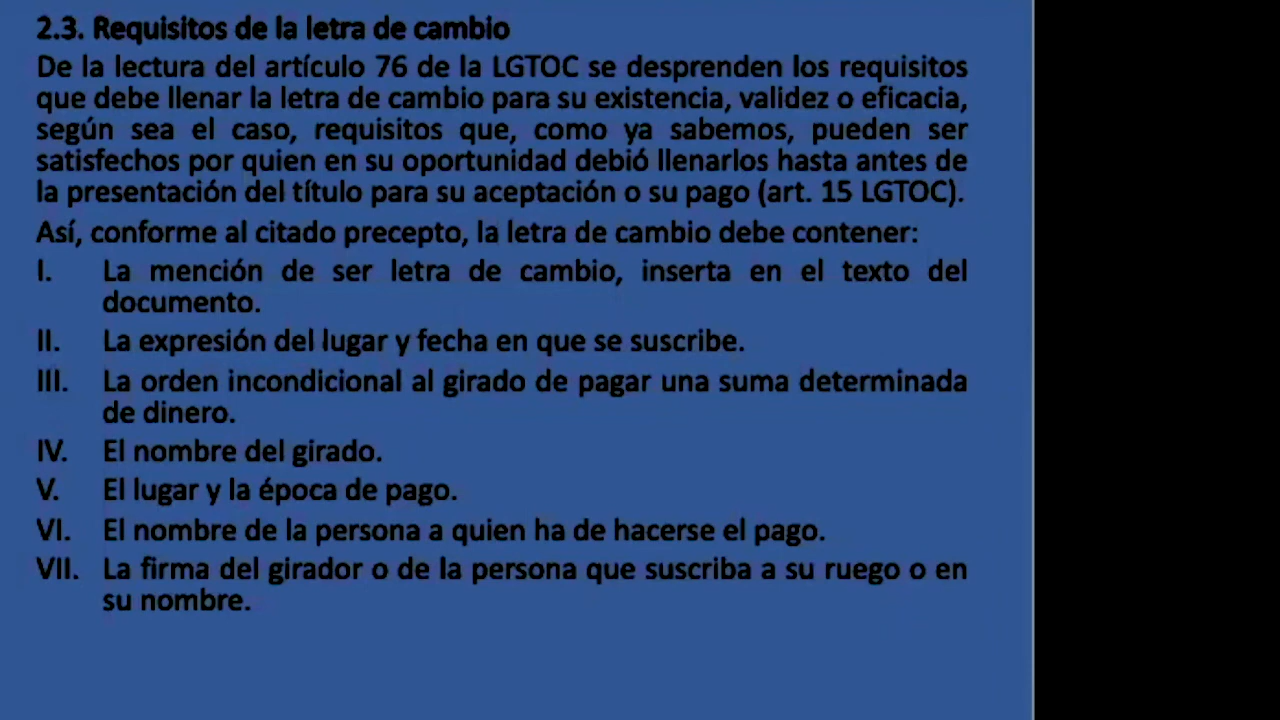 2.3. Requisitos de la letra de cambio
De la lectura del artículo 76 de la LGTOC se desprenden los requisitos
que debe llenar la letra de cambio para su existencia, validez o eficacia,
según sea el caso, requisitos que, como ya sabemos, pueden ser
satisfechos por quien en su oportunidad debió llenarlos hasta antes de
la presentación del título para su aceptación o su pago (art. 15 LGTOC).
Así, conforme al citado precepto, la letra de cambio debe contener:
I. La mención de ser letra de cambio, inserta en el texto del
documento.
II. La expresión del lugar y fecha en que se suscribe.
III. La orden incondicional al girado de pagar una suma determinada
de dinero.
IV. El nombre del girado.
V. El lugar y la época de pago.
VI. El nombre de la persona a quien ha de hacerse el pago.
VII. La firma del girador o de la persona que suscriba a su ruego o en
su nombre.